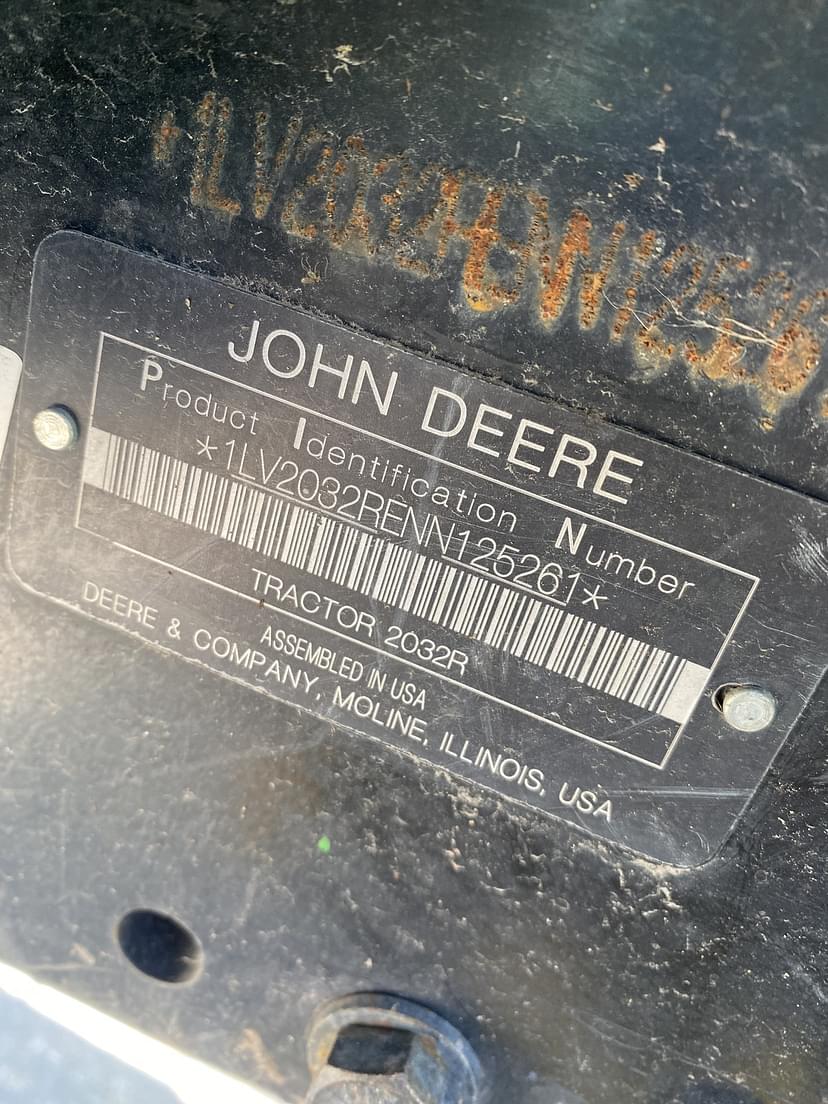 JOHN DEERE
Product Identification Number
*1LV2032RENN125261*
TRACTOR 2032R
ASSEMBLED IN USA
DEERE & COMPANY, MOLINE, ILLINOIS, USA